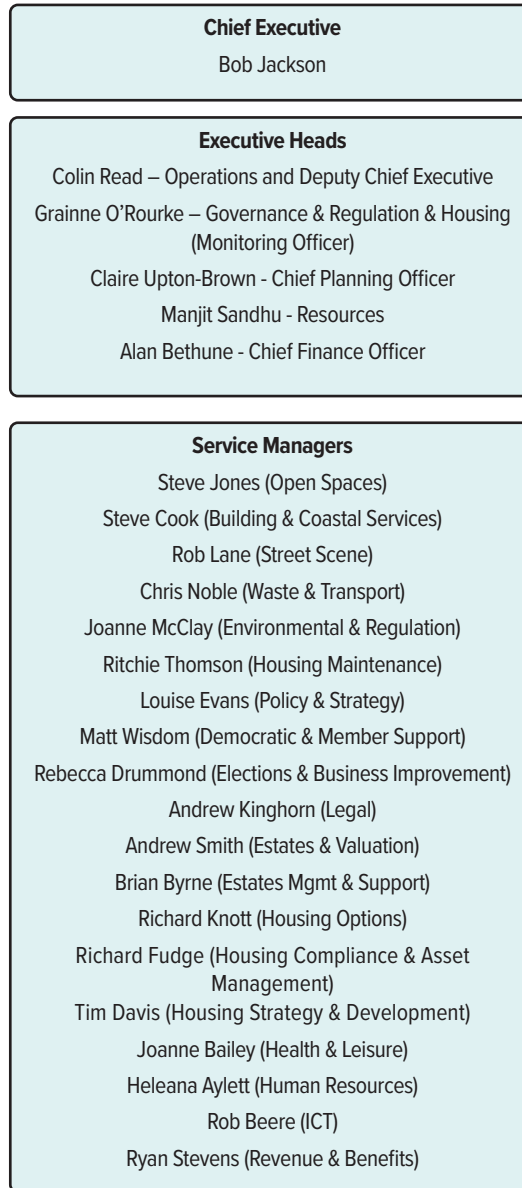 Chief Executive
Bob Jackson
Executive Heads
Colin Read – Operations and Deputy Chief Executive
Grainne O’Rourke – Governance & Regulation & Housing
(Monitoring Officer)
Claire Upton-Brown - Chief Planning Officer
Manjit Sandhu - Resources
Alan Bethune - Chief Finance Officer
Service Managers
Steve Jones (Open Spaces)
Steve Cook (Building & Coastal Services)
Rob Lane (Street Scene)
Chris Noble (Waste & Transport)
Joanne McClay (Environmental & Regulation)
Ritchie Thomson (Housing Maintenance)
Louise Evans (Policy & Strategy)
Matt Wisdom (Democratic & Member Support)
Rebecca Drummond (Elections & Business Improvement)
Andrew Kinghorn (Legal)
Andrew Smith (Estates & Valuation)
Brian Byrne (Estates Mgmt & Support)
Richard Knott (Housing Options)
Richard Fudge (Housing Compliance & Asset
Management)
Tim Davis (Housing Strategy & Development)
Joanne Bailey (Health & Leisure)
Heleana Aylett (Human Resources)
Rob Beere (ICT)
Ryan Stevens (Revenue & Benefits)